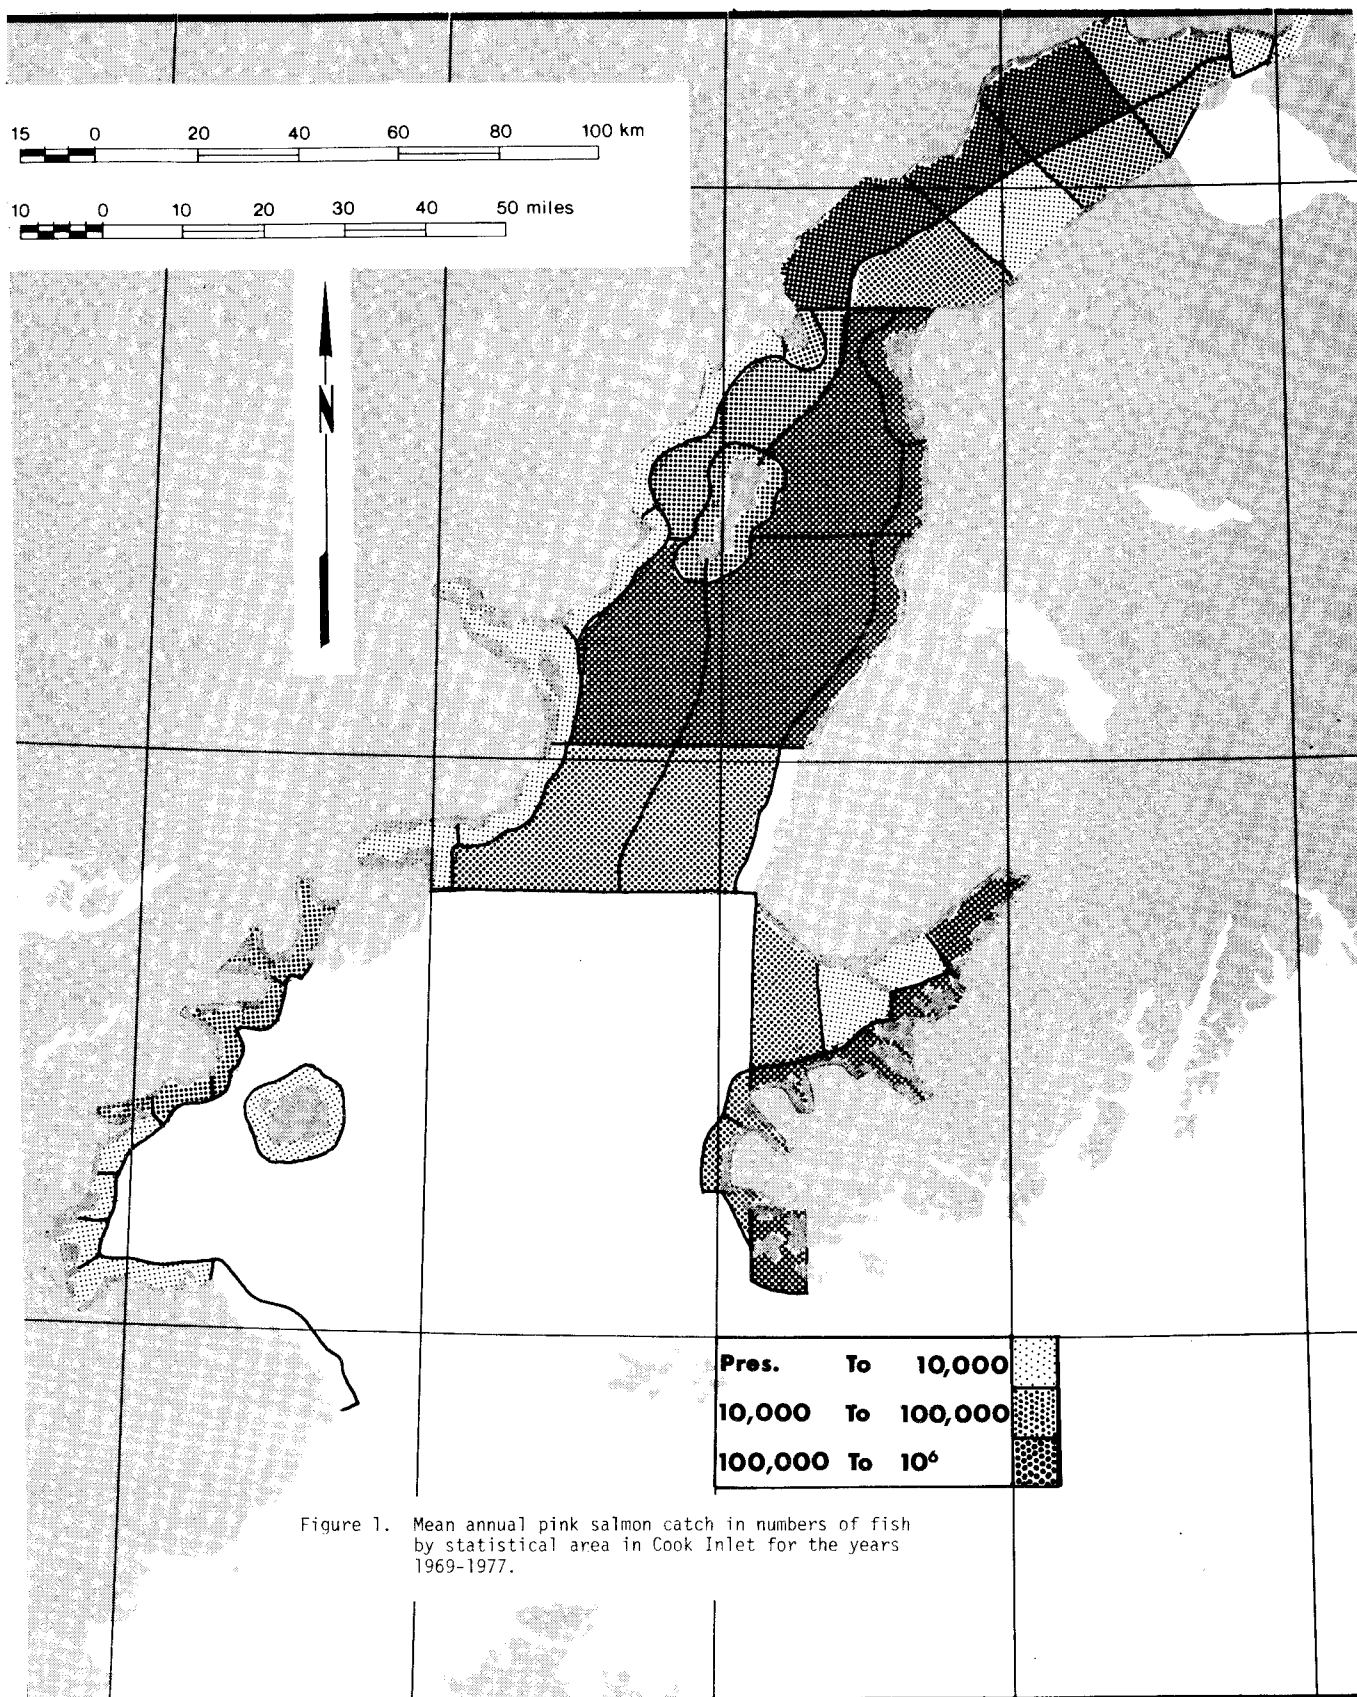 15 0 20 40 60 80 100 km
10 0 10 20 30 40 50 miles
N
Pres. To 10,000
10,000 To 100,000
100,000 To 10⁶
Figure 1. Mean annual pink salmon catch in numbers of fish
by statistical area in Cook Inlet for the years
1969-1977.